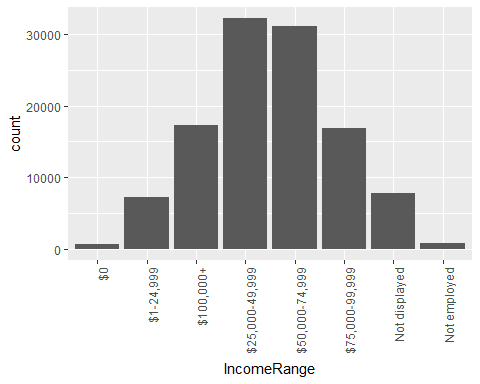 30000
20000
10000
0
count
$0
$1-24,999
$100,000+
$25,000-49,999
$50,000-74,999
$75,000-99,999
Not displayed
Not employed
IncomeRange